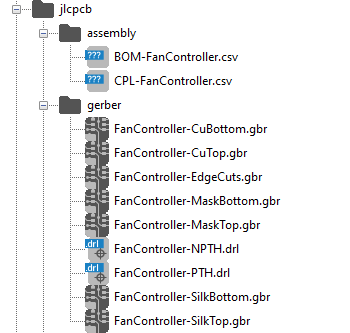 jlcpcb
assembly
??? BOM-FanController.csv
??? CPL-FanController.csv
gerber
FanController-CuBottom.gbr
FanController-CuTop.gbr
FanController-EdgeCuts.gbr
FanController-MaskBottom.gbr
FanController-MaskTop.gbr
.drl FanController-NPTH.drl
.drl FanController-PTH.drl
FanController-SilkBottom.gbr
FanController-SilkTop.gbr